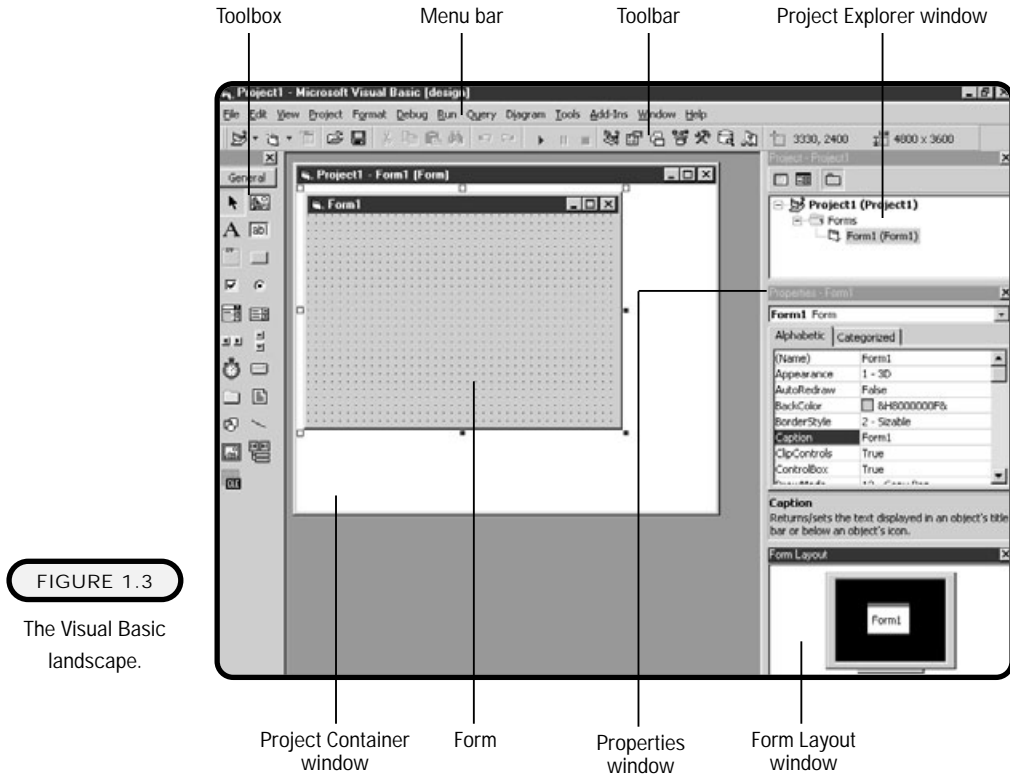 Toolbox Menu bar Toolbar Project Explorer window
Project1 - Microsoft Visual Basic [design]
File Edit View Project Format Debug Run Query Diagram Tools Add-Ins Window Help
3330, 2400 4800 x 3600
General
Project1 - Form1 (Form)
Form1
Project - Project1
Project1 (Project1)
Forms
Form1 (Form1)
Properties - Form1
Form1 Form
Alphabetic Categorized
(Name) Form1
Appearance 1 - 3D
AutoRedraw False
BackColor &H8000000F&
BorderStyle 2 - Sizable
Caption Form1
ClipControls True
ControlBox True
Caption
Returns/sets the text displayed in an object's title
bar or below an object's icon.
Form Layout
Form1
A ab
OLE
FIGURE 1.3
The Visual Basic
landscape.
Project Container
window
Form
Properties
window
Form Layout
window